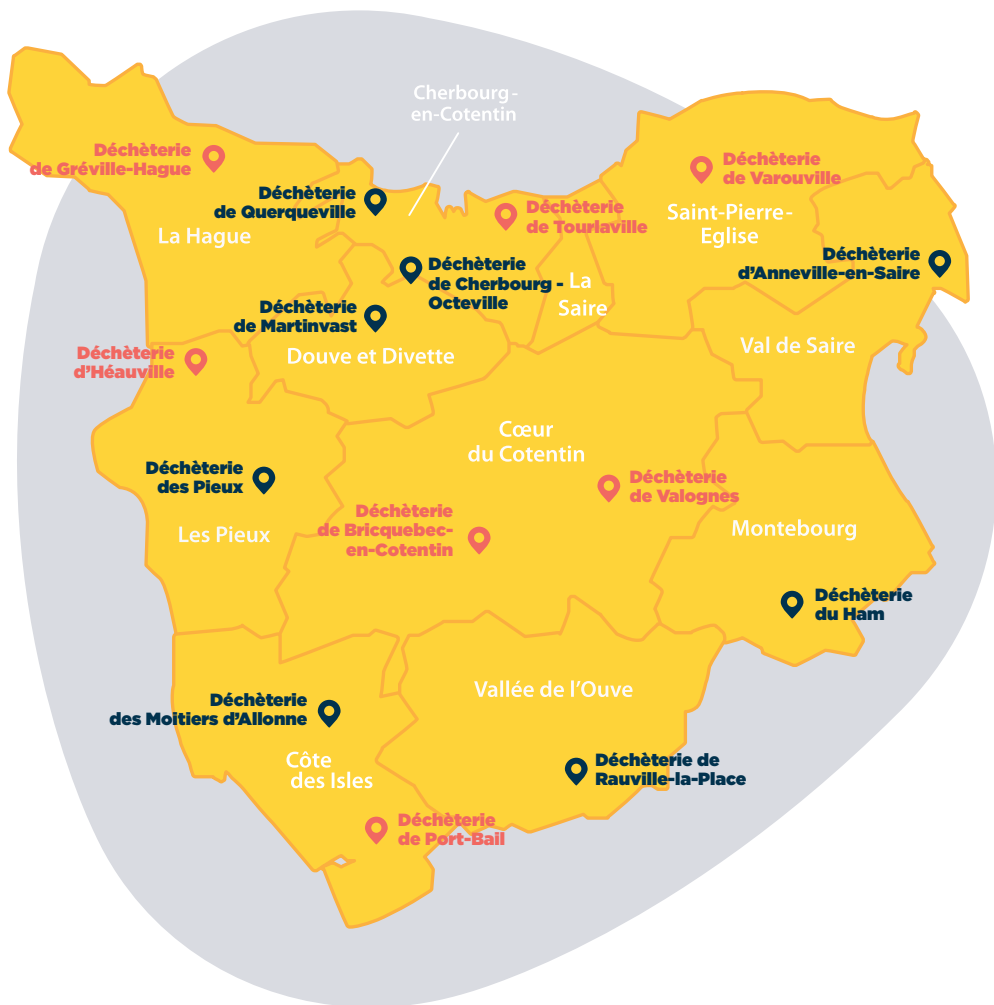 Cherbourg-
en-Cotentin
Déchèterie
de Gréville-Hague
Déchèterie
de Varouville
Déchèterie
de Querqueville
Déchèterie
de Tourlaville
Saint-Pierre-
Eglise
La Hague
Déchèterie
d'Anneville-en-Saire
Déchèterie
de Cherbourg -
Octeville
La
Saire
Déchèterie
de Martinvast
Val de Saire
Déchèterie
d'Héauville
Douve et Divette
Cœur
du Cotentin
Déchèterie
des Pieux
Déchèterie
de Valognes
Déchèterie
de Bricquebec-
en-Cotentin
Les Pieux
Montebourg
Déchèterie
du Ham
Vallée de l'Ouve
Déchèterie
des Moitiers d'Allonne
Côte
des Isles
Déchèterie de
Rauville-la-Place
Déchèterie
de Port-Bail